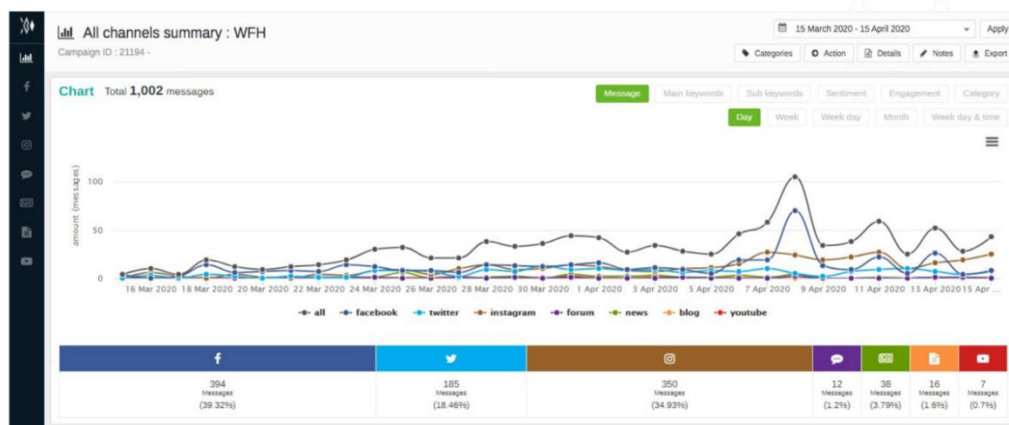 All channels summary : WFH
15 March 2020 - 15 April 2020
Apply
Campaign ID : 21194 -
Categories
Action
Details
Notes
Export
Chart Total 1,002 messages
Message
Main keywords
Sub keywords
Sentiment
Engagement
Category
Day
Week
Week day
Month
Week day & time
amount (messages)
100
50
0
16 Mar 2020 18 Mar 2020 20 Mar 2020 22 Mar 2020 24 Mar 2020 26 Mar 2020 28 Mar 2020 30 Mar 2020 1 Apr 2020 3 Apr 2020 5 Apr 2020 7 Apr 2020 9 Apr 2020 11 Apr 2020 13 Apr 2020 15 Apr ...
all facebook twitter instagram forum news blog youtube
394 185 350 12 38 16 7
Messages Messages Messages Messages Messages Messages Messages
(39.32%) (18.46%) (34.93%) (1.2%) (3.79%) (1.6%) (0.7%)